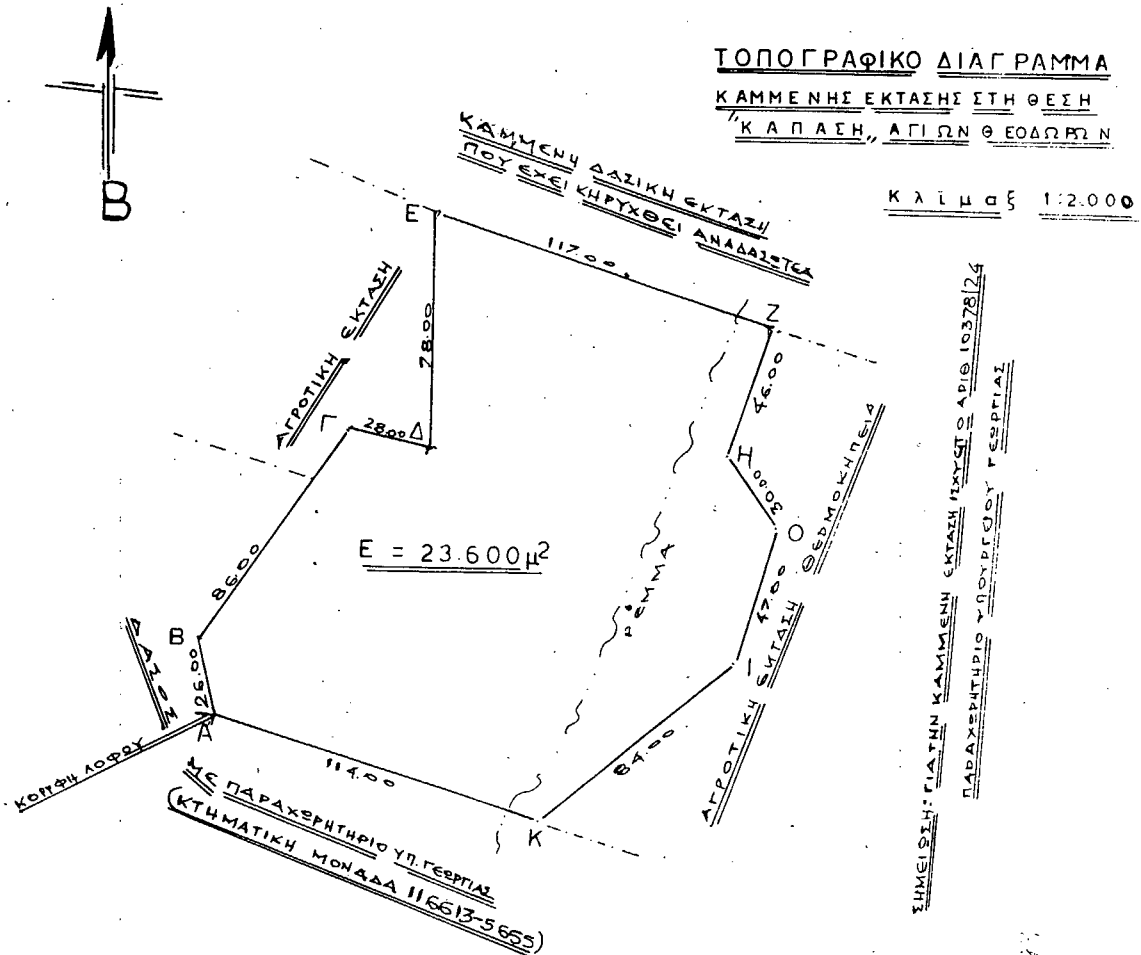 ΤΟΠΟΓΡΑΦΙΚΟ ΔΙΑΓΡΑΜΜΑ
ΚΑΜΜΕΝΗΣ ΕΚΤΑΣΗΣ ΣΤΗ ΘΕΣΗ
"ΚΑΠΑΣΗ,, ΑΓΙΩΝ ΘΕΟΔΩΡΩΝ
Κλῖμαξ 1:2.000
Β
ΚΑΜΜΕΝΗ ΔΑΣΙΚΗ ΕΚΤΑΣΗ
ΠΟΥ ΕΧΕΙ ΚΗΡΥΧΘΕΙ ΑΝΑΔΑΣΩΤΕΑ
Ε
117.00
Ζ
ΑΓΡΟΤΙΚΗ ΕΚΤΑΣΗ
78.00
46.00
Γ
28.00
Δ
Η
30.00
Θ
Ε = 23.600μ²
86.00
ΡΕΜΜΑ
47.00
Β
26.00
ΔΑΣΟΣ
Ι
Α
ΚΟΡΥΦΗ ΛΟΦΟΥ
114.00
84.00
Κ
ΑΓΡΟΤΙΚΗ ΕΚΤΑΣΗ ΘΕΡΜΟΚΗΠΕΙΑ
ΜΕ ΠΑΡΑΧΩΡΗΤΗΡΙΟ ΥΠ.ΓΕΩΡΓΙΑΣ
(ΚΤΗΜΑΤΙΚΗ ΜΟΝΑΔΑ 116613-5655)
ΣΗΜΕΙΩΣΗ: ΓΙΑ ΤΗΝ ΚΑΜΜΕΝΗ ΕΚΤΑΣΗ ΙΣΧΥΕΙ ΤΟ ΑΡΙΘ 10378/24
ΠΑΡΑΧΩΡΗΤΗΡΙΟ ΥΠΟΥΡΓΕΙΟΥ ΓΕΩΡΓΙΑΣ